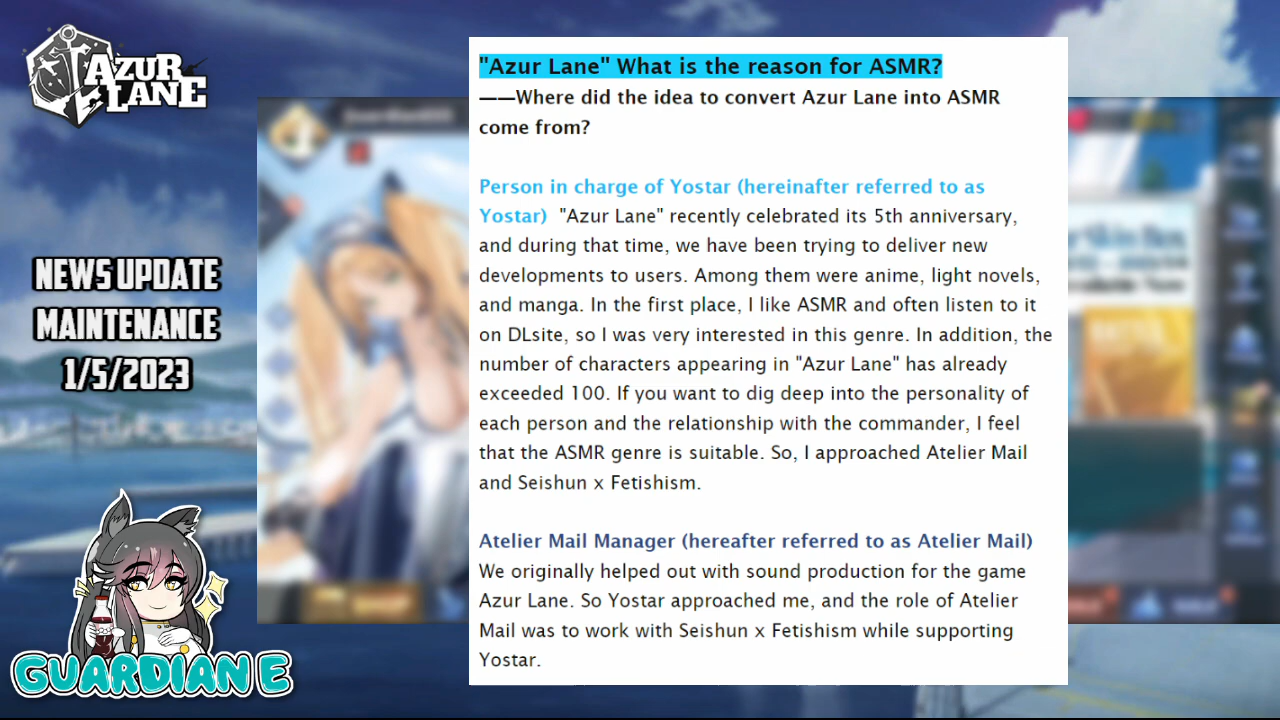 AZUR
LANE
NEWS UPDATE
MAINTENANCE
1/5/2023
GUARDIAN E
"Azur Lane" What is the reason for ASMR?
——Where did the idea to convert Azur Lane into ASMR
come from?
Person in charge of Yostar (hereinafter referred to as
Yostar) "Azur Lane" recently celebrated its 5th anniversary,
and during that time, we have been trying to deliver new
developments to users. Among them were anime, light novels,
and manga. In the first place, I like ASMR and often listen to it
on DLsite, so I was very interested in this genre. In addition, the
number of characters appearing in "Azur Lane" has already
exceeded 100. If you want to dig deep into the personality of
each person and the relationship with the commander, I feel
that the ASMR genre is suitable. So, I approached Atelier Mail
and Seishun x Fetishism.
Atelier Mail Manager (hereafter referred to as Atelier Mail)
We originally helped out with sound production for the game
Azur Lane. So Yostar approached me, and the role of Atelier
Mail was to work with Seishun x Fetishism while supporting
Yostar.